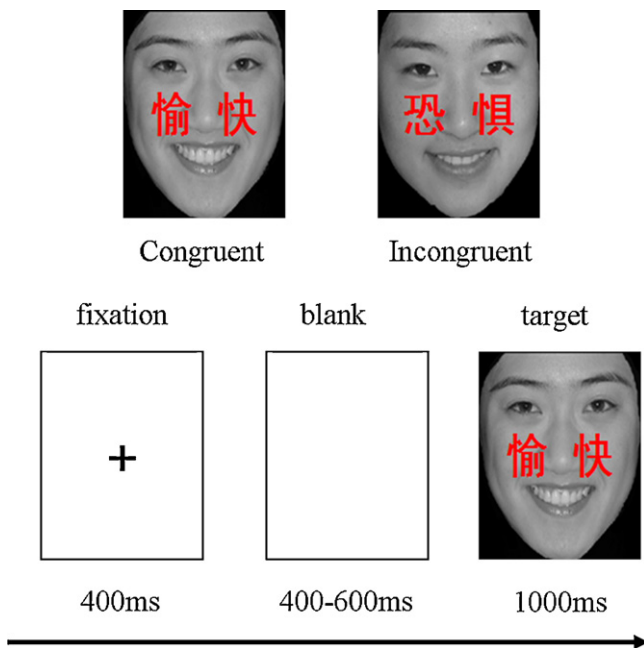 愉 快 恐 惧
Congruent Incongruent
fixation blank target
+
愉 快
400ms 400-600ms 1000ms